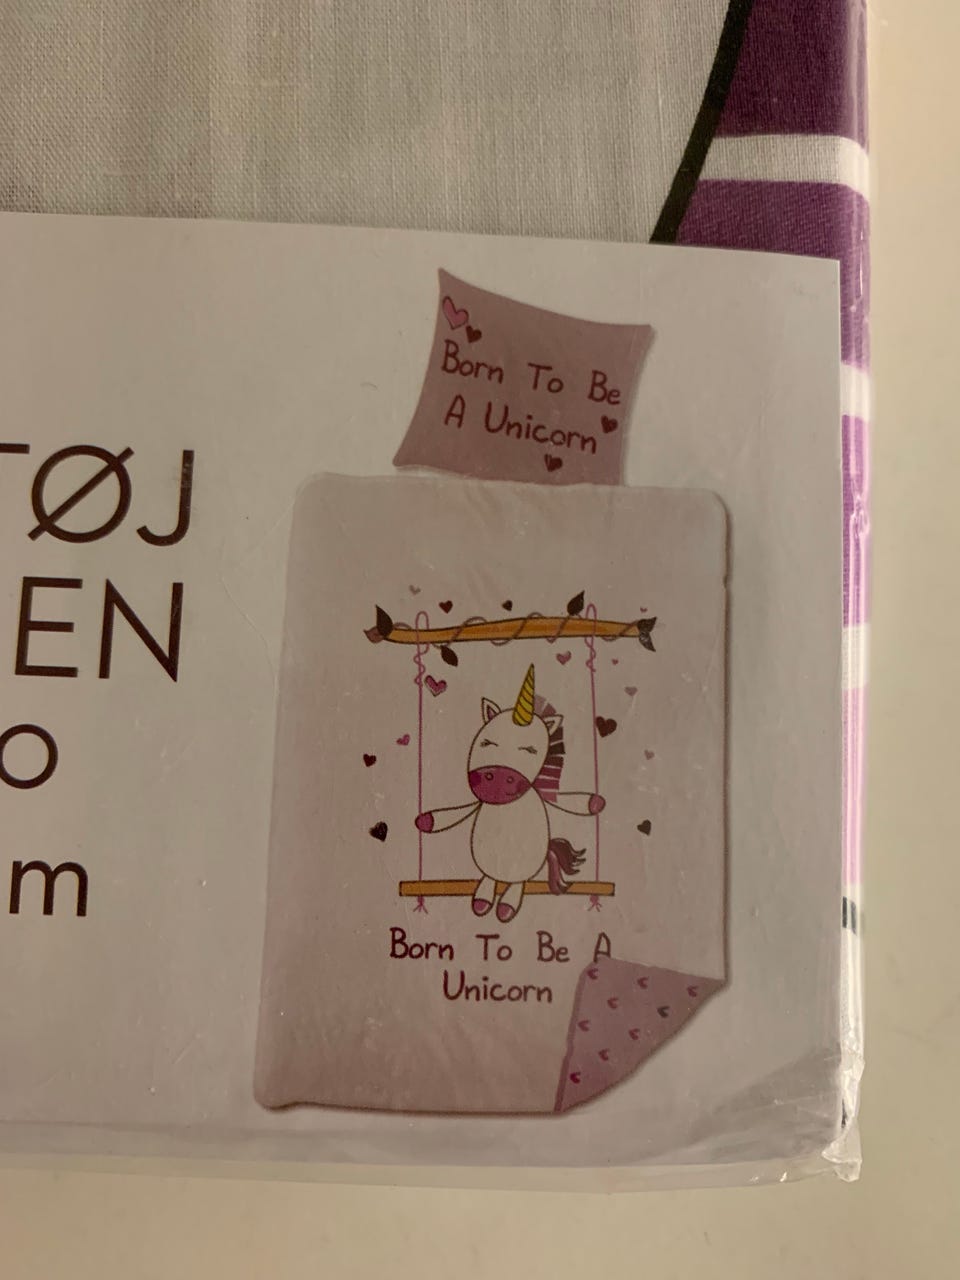 Born To Be
A Unicorn
TØJ
EN
o
m
Born To Be A
Unicorn